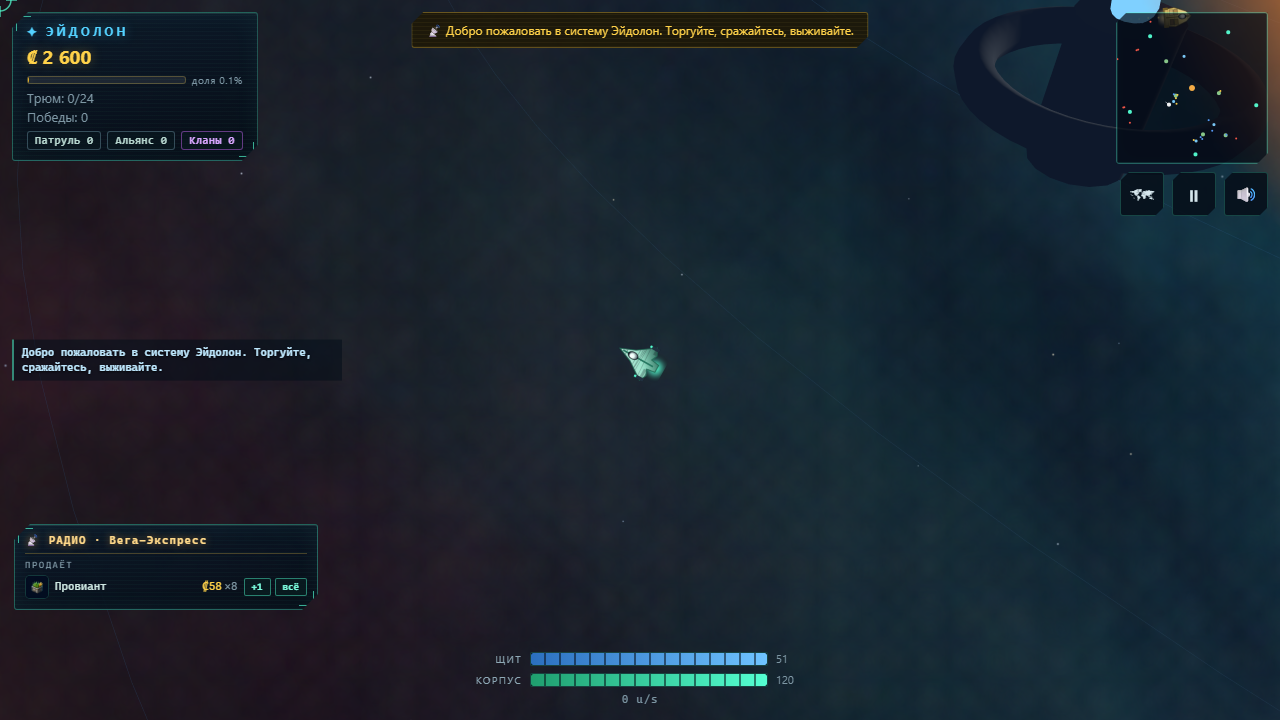 ЭЙДОЛОН
₡ 2 600
доля 0.1%
Трюм: 0/24
Победы: 0
Патруль 0 Альянс 0 Кланы 0
Добро пожаловать в систему Эйдолон. Торгуйте, сражайтесь, выживайте.
Добро пожаловать в систему Эйдолон. Торгуйте,
сражайтесь, выживайте.
РАДИО · Вега-Экспресс
ПРОДАЁТ
Провиант ₡58 ×8 +1 всё
ЩИТ 51
КОРПУС 120
0 u/s